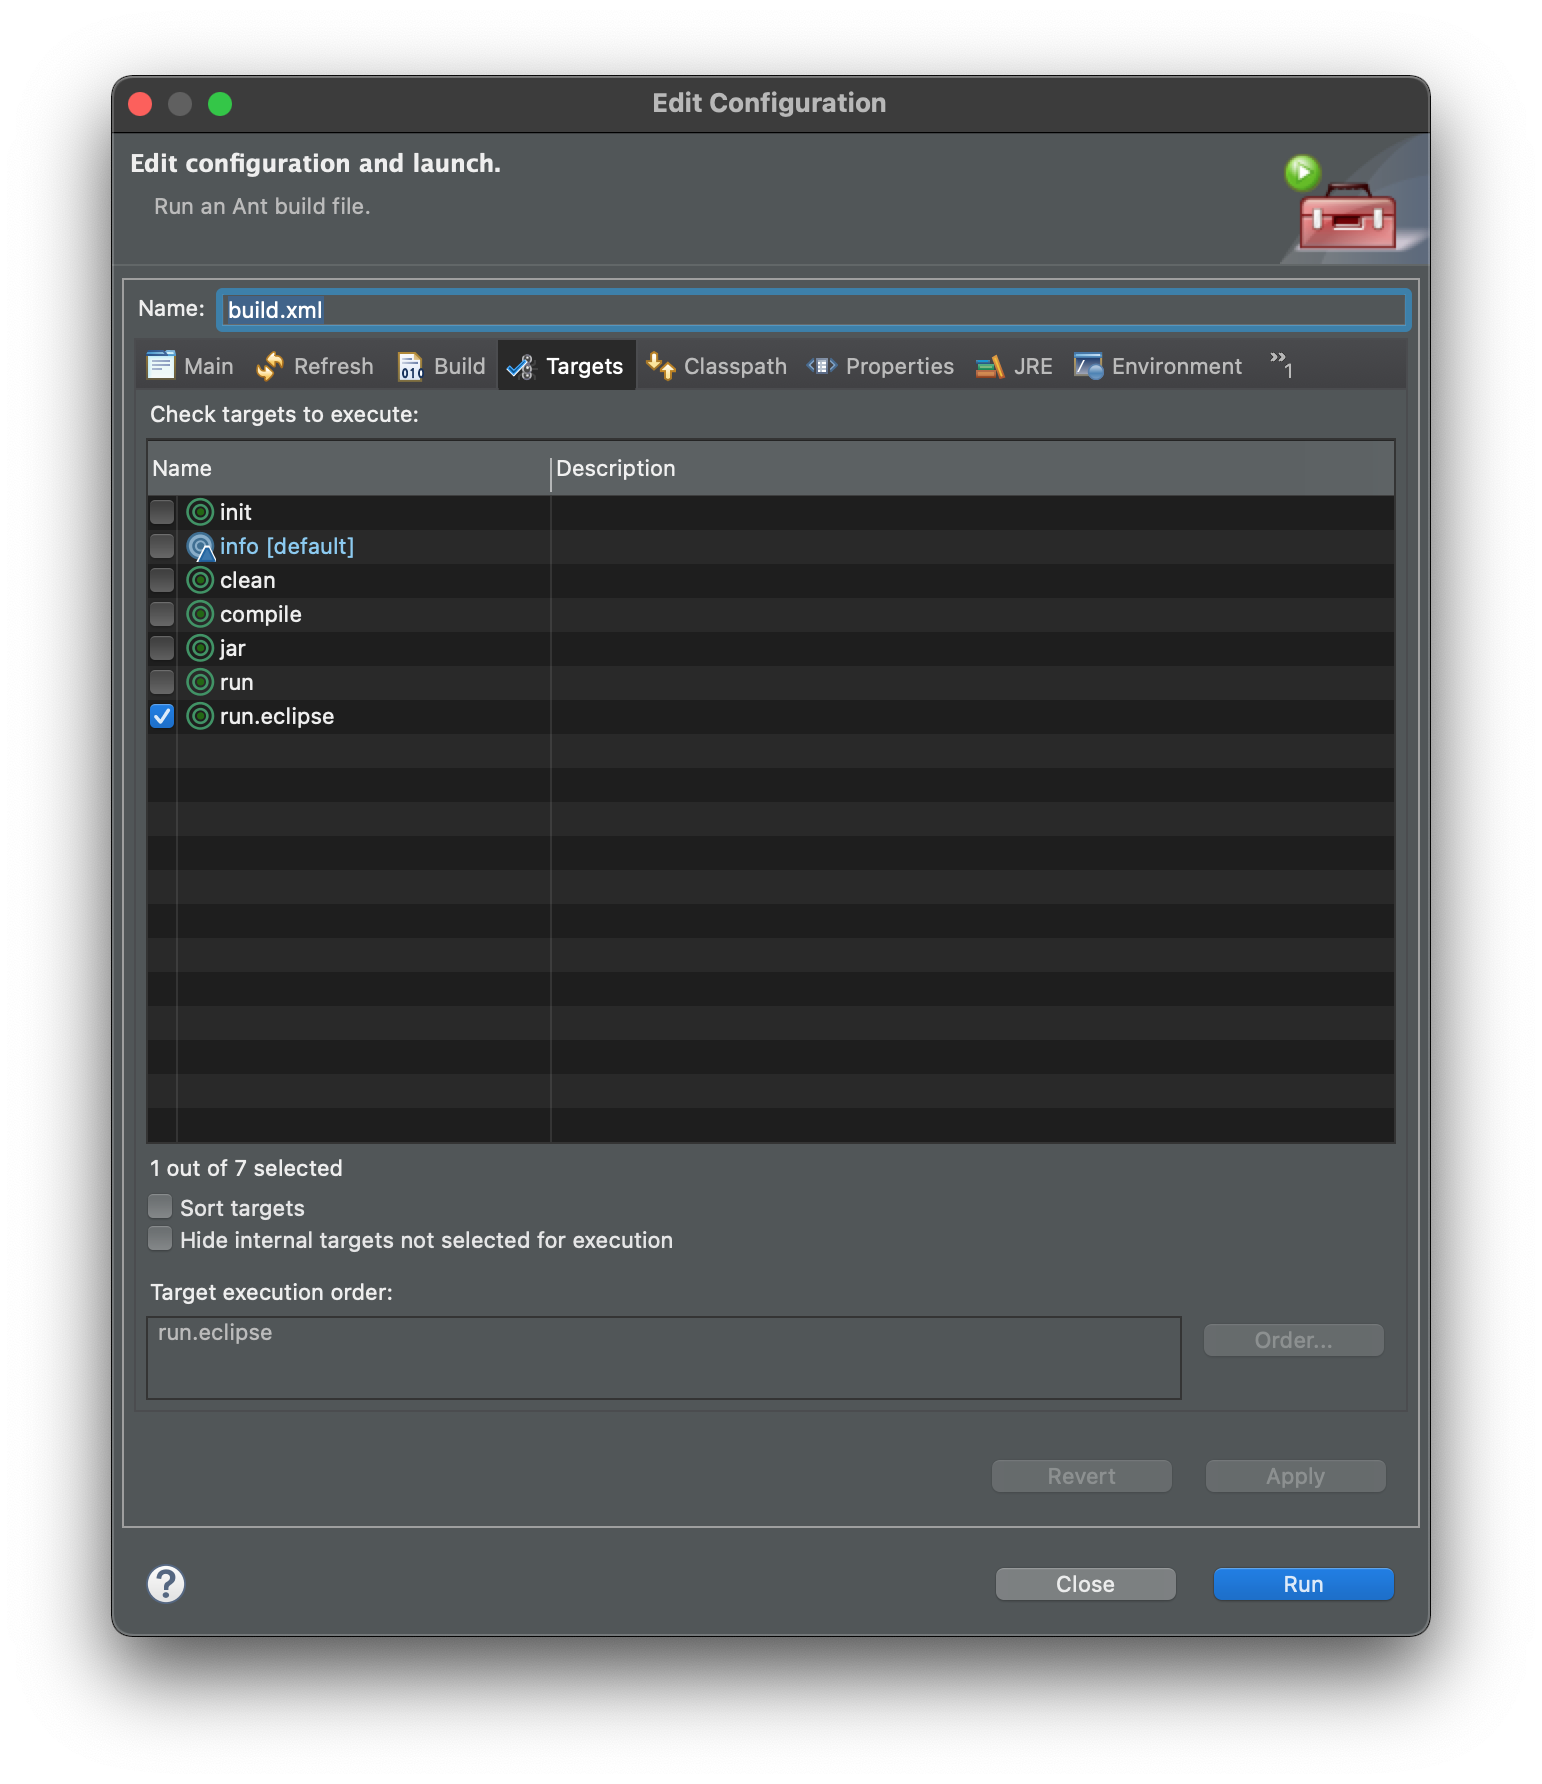 Edit Configuration
Edit configuration and launch.
Run an Ant build file.
Name: build.xml
Main Refresh Build Targets Classpath Properties JRE Environment »1
Check targets to execute:
Name Description
init
info [default]
clean
compile
jar
run
run.eclipse
1 out of 7 selected
Sort targets
Hide internal targets not selected for execution
Target execution order:
run.eclipse
Order...
Revert Apply
? Close Run